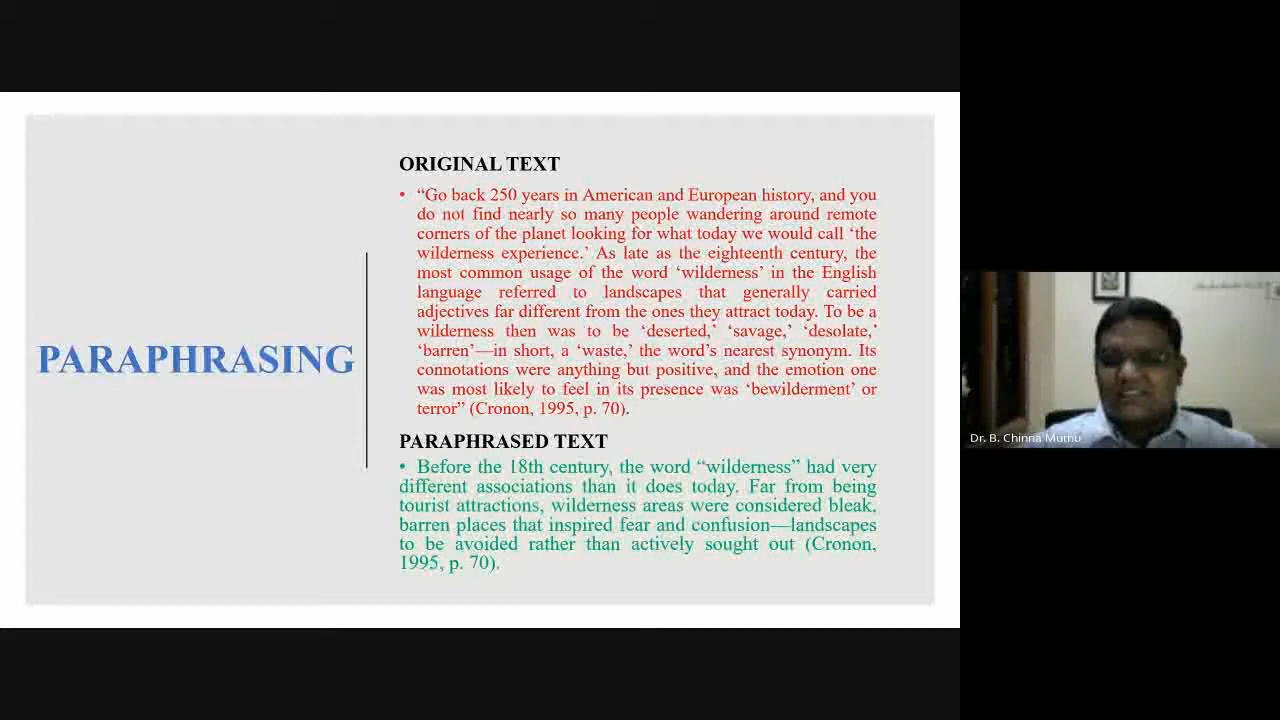 PARAPHRASING
ORIGINAL TEXT
• “Go back 250 years in American and European history, and you
do not find nearly so many people wandering around remote
corners of the planet looking for what today we would call ‘the
wilderness experience.’ As late as the eighteenth century, the
most common usage of the word ‘wilderness’ in the English
language referred to landscapes that generally carried
adjectives far different from the ones they attract today. To be a
wilderness then was to be ‘deserted,’ ‘savage,’ ‘desolate,’
‘barren’—in short, a ‘waste,’ the word’s nearest synonym. Its
connotations were anything but positive, and the emotion one
was most likely to feel in its presence was ‘bewilderment’ or
terror” (Cronon, 1995, p. 70).
PARAPHRASED TEXT
• Before the 18th century, the word “wilderness” had very
different associations than it does today. Far from being
tourist attractions, wilderness areas were considered bleak,
barren places that inspired fear and confusion—landscapes
to be avoided rather than actively sought out (Cronon,
1995, p. 70).
Dr. B. Chinna Muthu